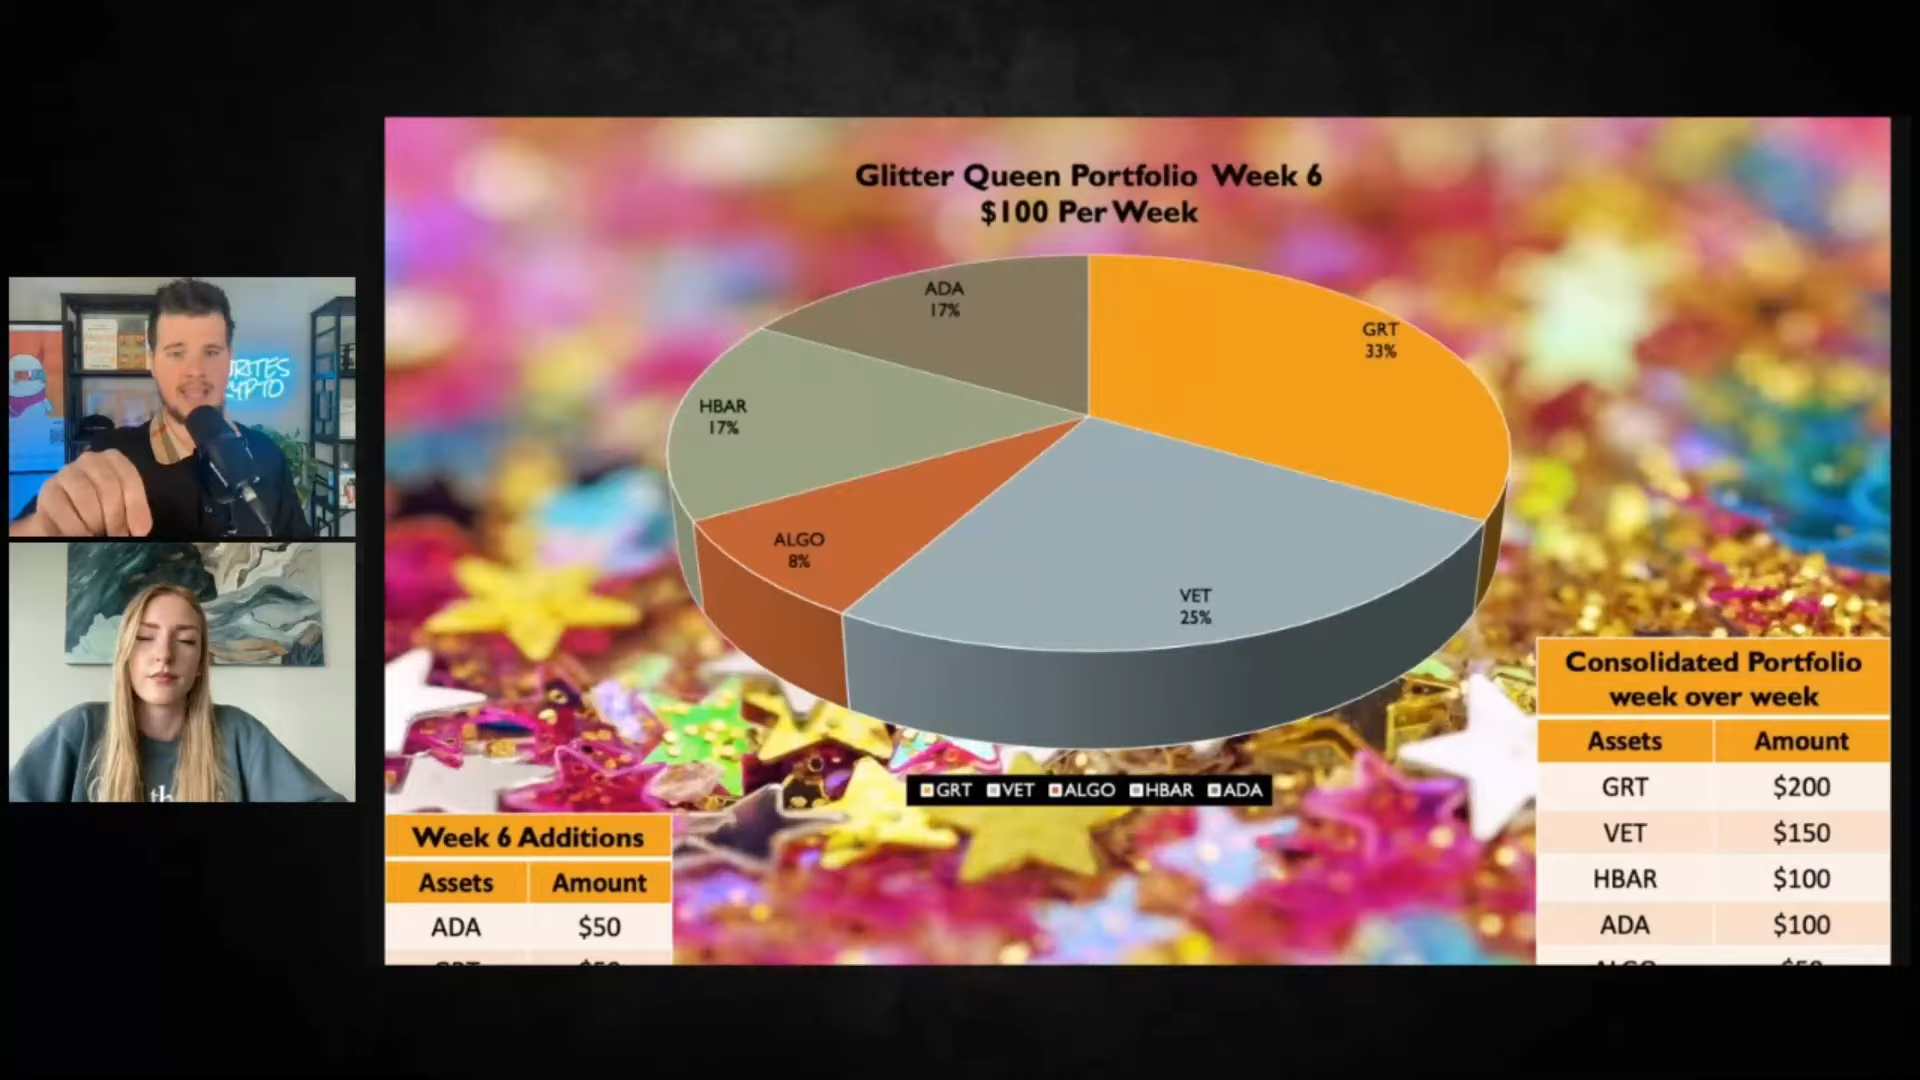 Glitter Queen Portfolio Week 6
$100 Per Week
ADA
17%
GRT
33%
HBAR
17%
ALGO
8%
VET
25%
GRT VET ALGO HBAR ADA
Week 6 Additions
Assets Amount
ADA $50
Consolidated Portfolio
week over week
Assets Amount
GRT $200
VET $150
HBAR $100
ADA $100